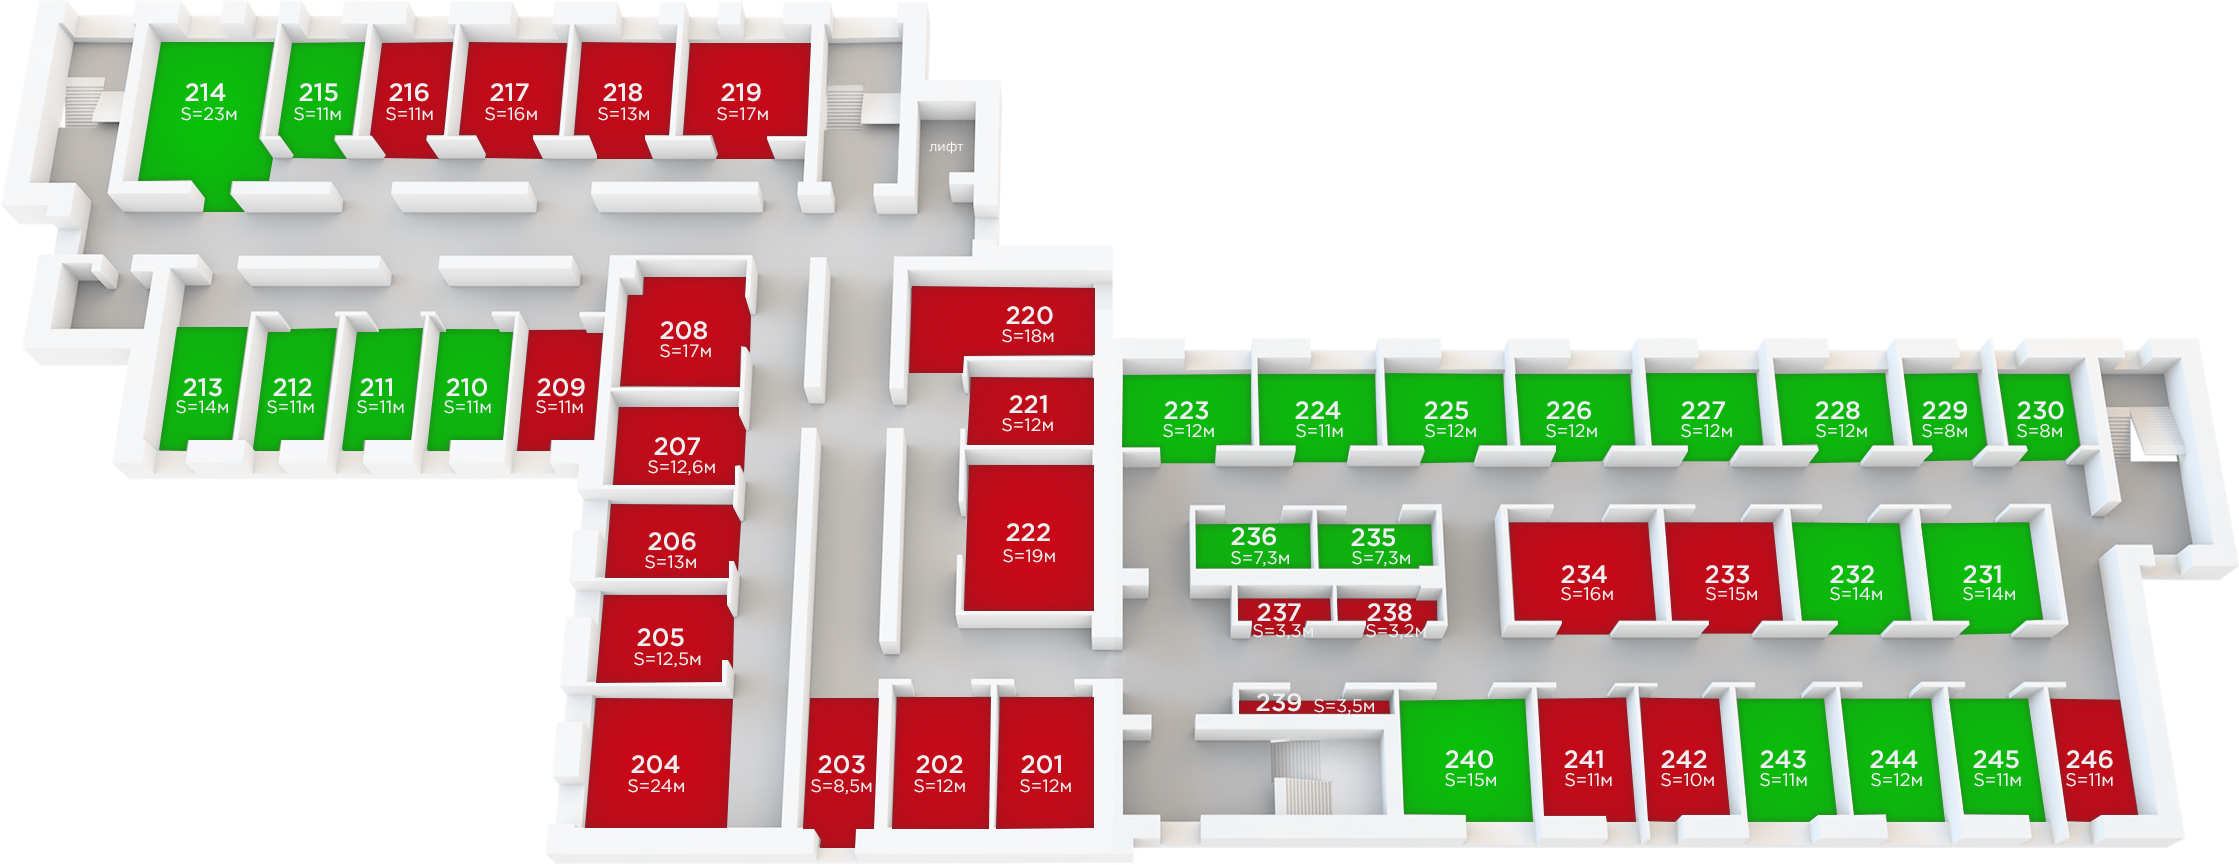 214
S=23м
215
S=11м
216
S=11м
217
S=16м
218
S=13м
219
S=17м
лифт
213
S=14м
212
S=11м
211
S=11м
210
S=11м
209
S=11м
208
S=17м
207
S=12,6м
206
S=13м
205
S=12,5м
204
S=24м
203
S=8,5м
202
S=12м
201
S=12м
220
S=18м
221
S=12м
222
S=19м
223
S=12м
224
S=11м
225
S=12м
226
S=12м
227
S=12м
228
S=12м
229
S=8м
230
S=8м
236
S=7,3м
235
S=7,3м
237
S=3,3м
238
S=3,2м
234
S=16м
233
S=15м
232
S=14м
231
S=14м
239 S=3,5м
240
S=15м
241
S=11м
242
S=10м
243
S=11м
244
S=12м
245
S=11м
246
S=11м